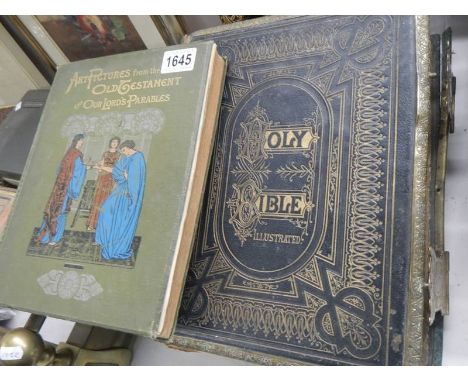 1645
ART PICTURES from the
OLD TESTAMENT
& OUR LORD'S PARABLES
HOLY
BIBLE
ILLUSTRATED